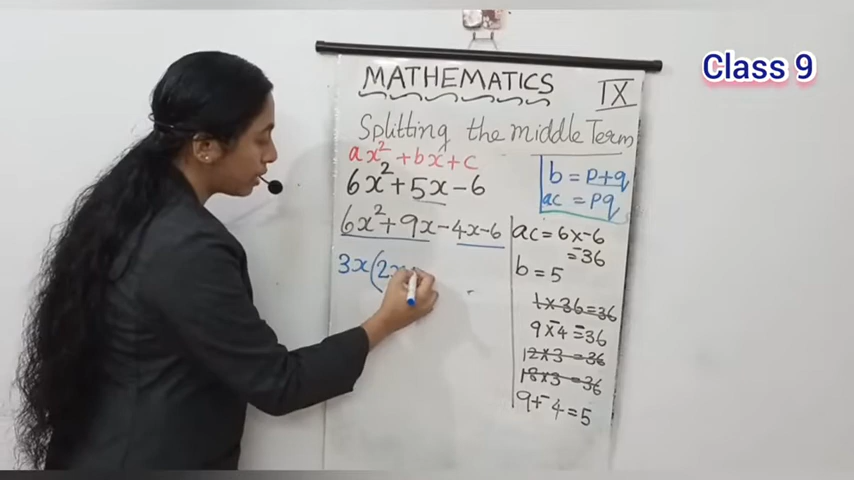 Class 9
MATHEMATICS IX
Splitting the middle Term
ax² + bx + c
6x² + 5x - 6
6x² + 9x - 4x - 6
3x(2x
b = p+q
ac = pq
ac = 6x-6
= -36
b = 5
1 x 36 = 36
9 x -4 = -36
12 x 3 = 36
18 x 3 = 36
9 + -4 = 5